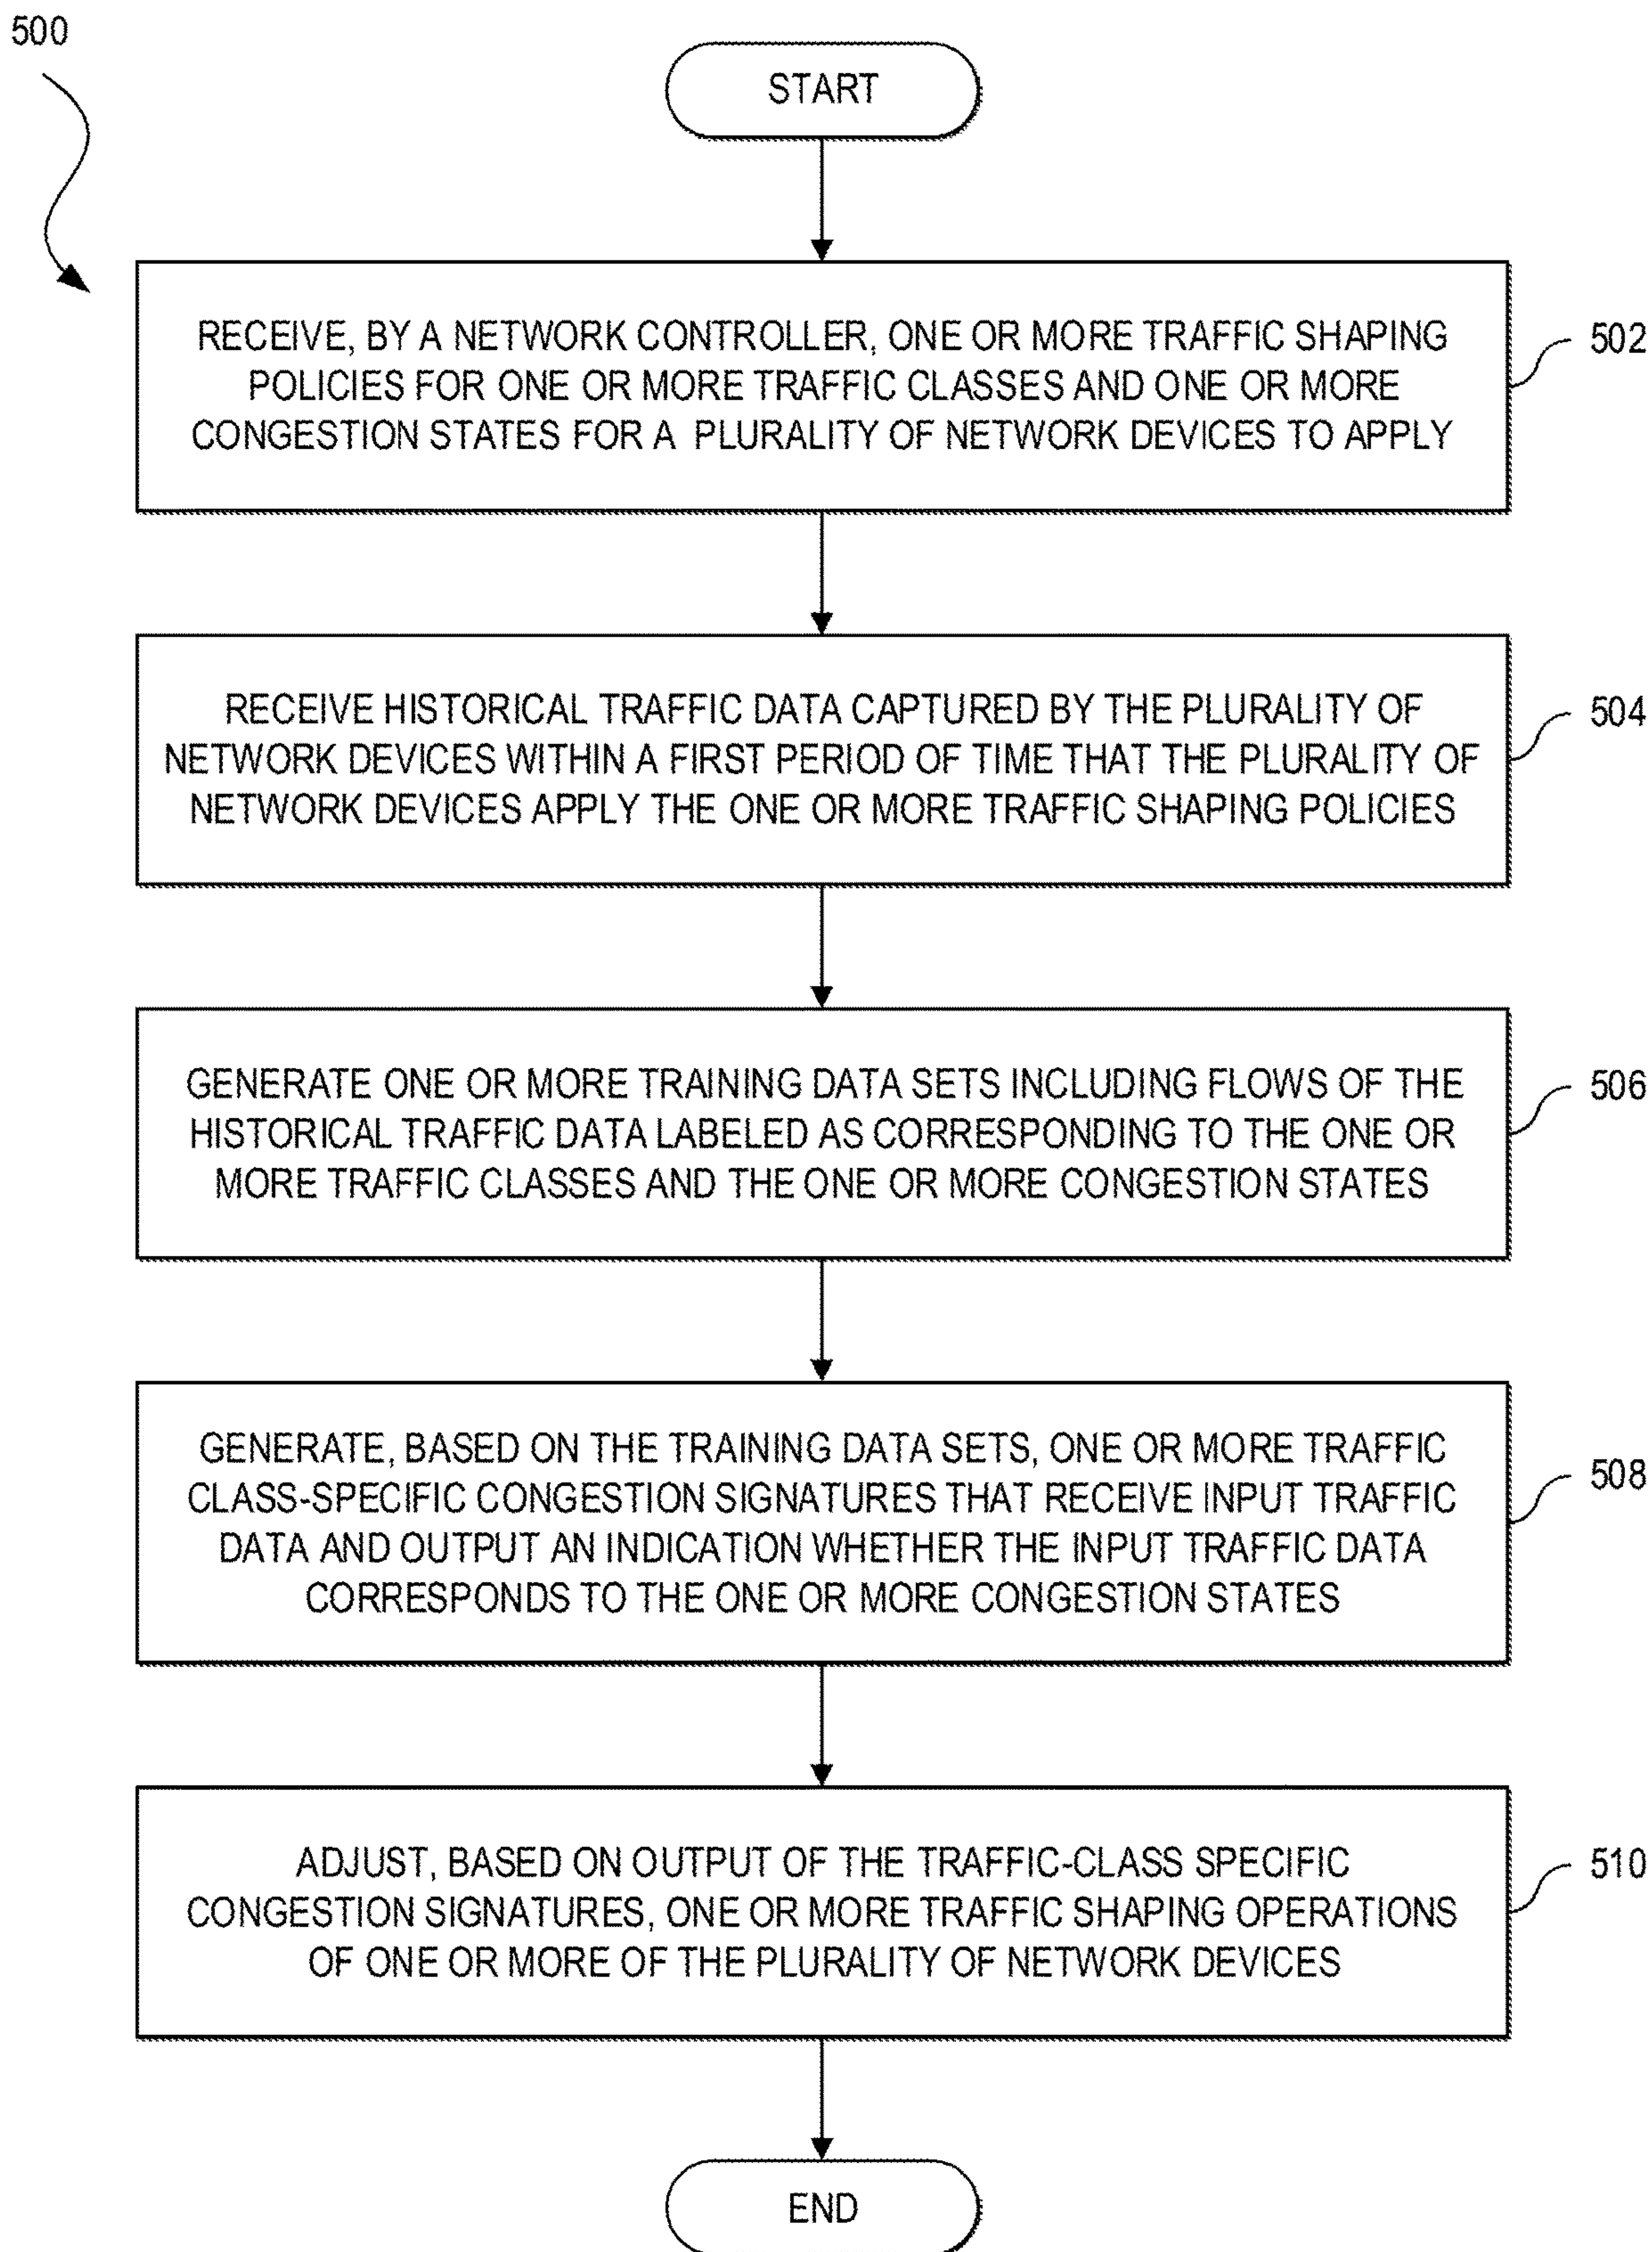 500
START
RECEIVE, BY A NETWORK CONTROLLER, ONE OR MORE TRAFFIC SHAPING
POLICIES FOR ONE OR MORE TRAFFIC CLASSES AND ONE OR MORE
CONGESTION STATES FOR A PLURALITY OF NETWORK DEVICES TO APPLY
502
RECEIVE HISTORICAL TRAFFIC DATA CAPTURED BY THE PLURALITY OF
NETWORK DEVICES WITHIN A FIRST PERIOD OF TIME THAT THE PLURALITY OF
NETWORK DEVICES APPLY THE ONE OR MORE TRAFFIC SHAPING POLICIES
504
GENERATE ONE OR MORE TRAINING DATA SETS INCLUDING FLOWS OF THE
HISTORICAL TRAFFIC DATA LABELED AS CORRESPONDING TO THE ONE OR
MORE TRAFFIC CLASSES AND THE ONE OR MORE CONGESTION STATES
506
GENERATE, BASED ON THE TRAINING DATA SETS, ONE OR MORE TRAFFIC
CLASS-SPECIFIC CONGESTION SIGNATURES THAT RECEIVE INPUT TRAFFIC
DATA AND OUTPUT AN INDICATION WHETHER THE INPUT TRAFFIC DATA
CORRESPONDS TO THE ONE OR MORE CONGESTION STATES
508
ADJUST, BASED ON OUTPUT OF THE TRAFFIC-CLASS SPECIFIC
CONGESTION SIGNATURES, ONE OR MORE TRAFFIC SHAPING OPERATIONS
OF ONE OR MORE OF THE PLURALITY OF NETWORK DEVICES
510
END